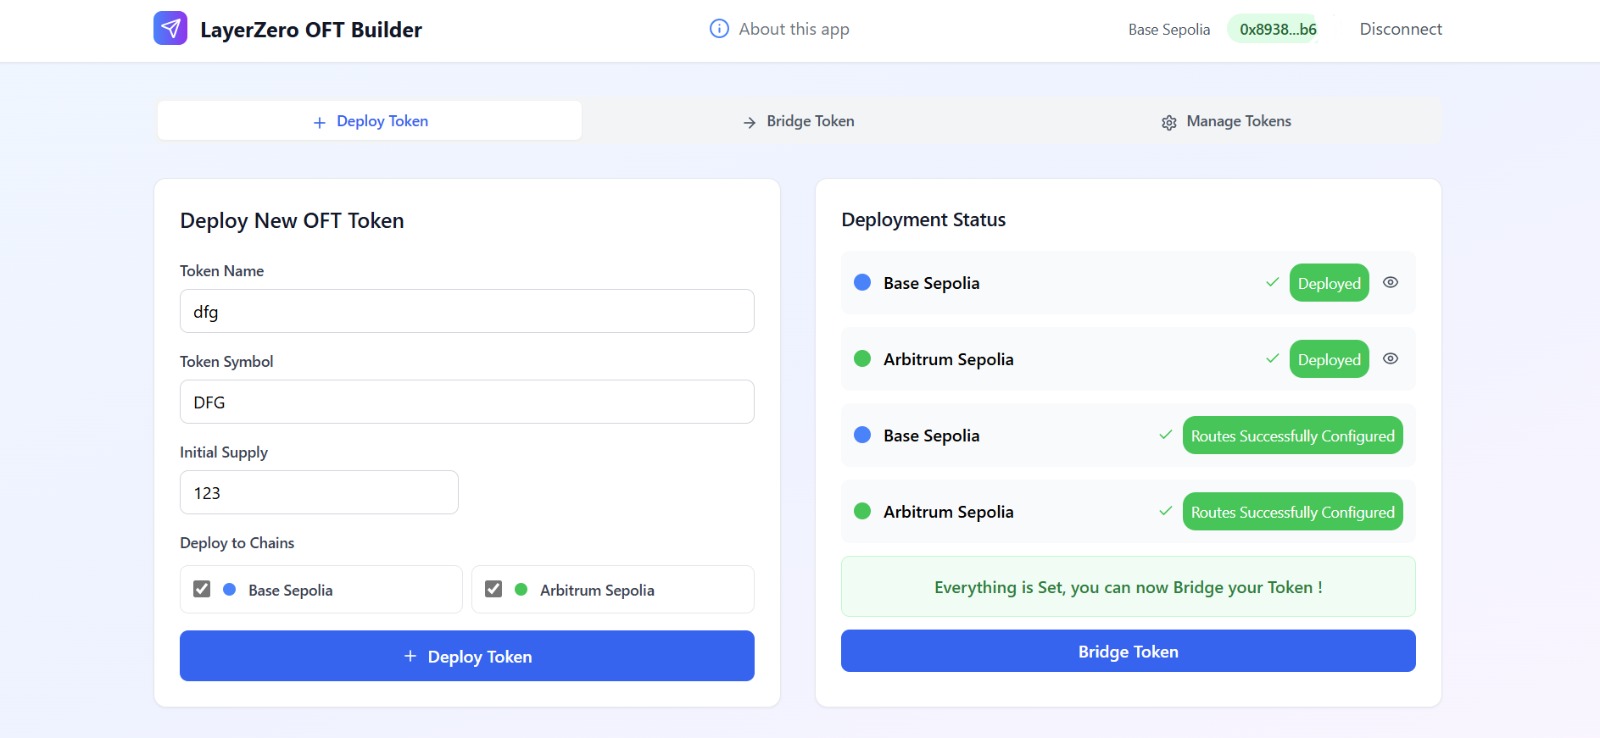 LayerZero OFT Builder
About this app
Base Sepolia
0x8938...b6
Disconnect
Deploy Token
Bridge Token
Manage Tokens
Deploy New OFT Token
Token Name
dfg
Token Symbol
DFG
Initial Supply
123
Deploy to Chains
Base Sepolia
Arbitrum Sepolia
+ Deploy Token
Deployment Status
Base Sepolia
Deployed
Arbitrum Sepolia
Deployed
Base Sepolia
Routes Successfully Configured
Arbitrum Sepolia
Routes Successfully Configured
Everything is Set, you can now Bridge your Token !
Bridge Token